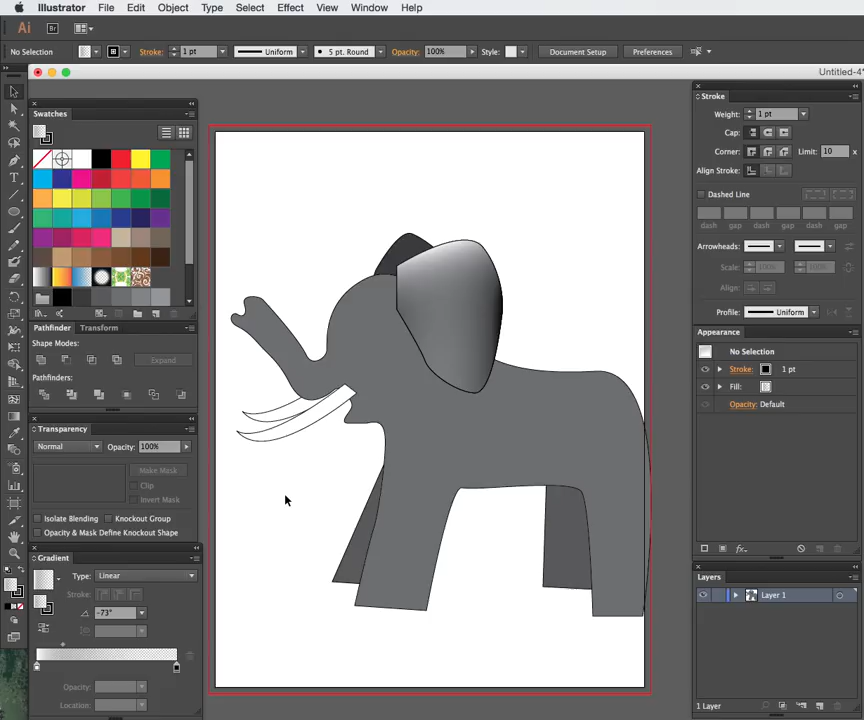 Illustrator File Edit Object Type Select Effect View Window Help
Ai Br
No Selection Stroke: 1 pt Uniform 5 pt. Round Opacity: 100% Style: Document Setup Preferences
Untitled-4*
Swatches
Pathfinder Transform
Shape Modes:
Expand
Pathfinders:
Transparency
Normal Opacity: 100%
Make Mask
Clip
Invert Mask
Isolate Blending Knockout Group
Opacity & Mask Define Knockout Shape
Gradient
Type: Linear
Stroke:
-73°
Opacity:
Location:
Stroke
Weight: 1 pt
Cap:
Corner: Limit: 10 x
Align Stroke:
Dashed Line
dash gap dash gap dash gap
Arrowheads:
Scale: 100% 100%
Align:
Profile: Uniform
Appearance
No Selection
Stroke: 1 pt
Fill:
Opacity: Default
fx
Layers
Layer 1
1 Layer